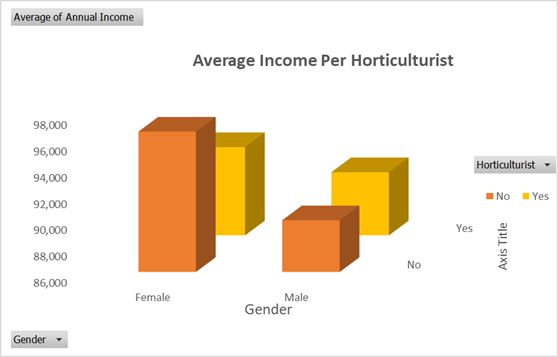 Average of Annual Income
Average Income Per Horticulturist
98,000
96,000
94,000
92,000
90,000
88,000
86,000
Horticulturist
No Yes
Yes
No
Axis Title
Female Male
Gender
Gender